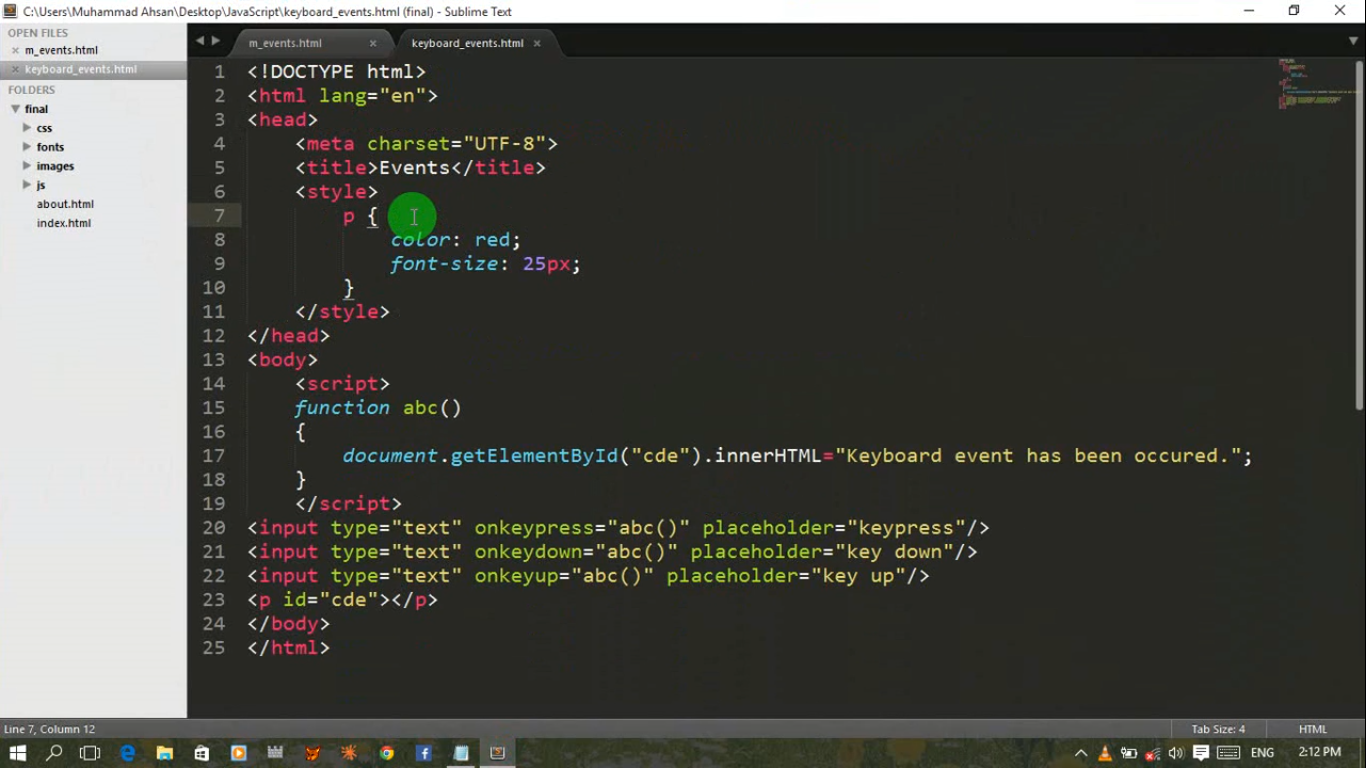 C:\Users\Muhammad Ahsan\Desktop\JavaScript\keyboard_events.html (final) - Sublime Text
OPEN FILES
m_events.html
keyboard_events.html
FOLDERS
final
css
fonts
images
js
about.html
index.html
m_events.html
keyboard_events.html
1 <!DOCTYPE html>
2 <html lang="en">
3 <head>
4 <meta charset="UTF-8">
5 <title>Events</title>
6 <style>
7 p {
8 color: red;
9 font-size: 25px;
10 }
11 </style>
12 </head>
13 <body>
14 <script>
15 function abc()
16 {
17 document.getElementById("cde").innerHTML="Keyboard event has been occured.";
18 }
19 </script>
20 <input type="text" onkeypress="abc()" placeholder="keypress"/>
21 <input type="text" onkeydown="abc()" placeholder="key down"/>
22 <input type="text" onkeyup="abc()" placeholder="key up"/>
23 <p id="cde"></p>
24 </body>
25 </html>
Line 7, Column 12
Tab Size: 4
HTML
ENG
2:12 PM